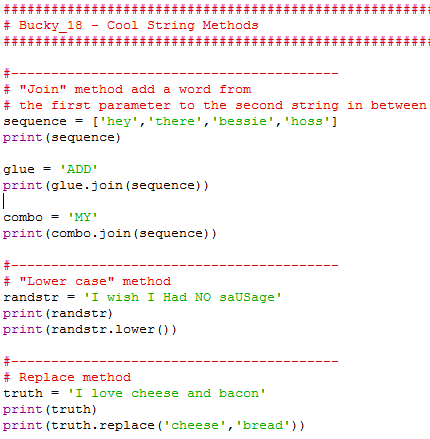 ######################################################
# Bucky_18 - Cool String Methods
######################################################
#-----------------------------------------
# "Join" method add a word from
# the first parameter to the second string in between
sequence = ['hey','there','bessie','hoss']
print(sequence)
glue = 'ADD'
print(glue.join(sequence))
combo = 'MY'
print(combo.join(sequence))
#-----------------------------------------
# "Lower case" method
randstr = 'I wish I Had NO saUSage'
print(randstr)
print(randstr.lower())
#-----------------------------------------
# Replace method
truth = 'I love cheese and bacon'
print(truth)
print(truth.replace('cheese','bread'))